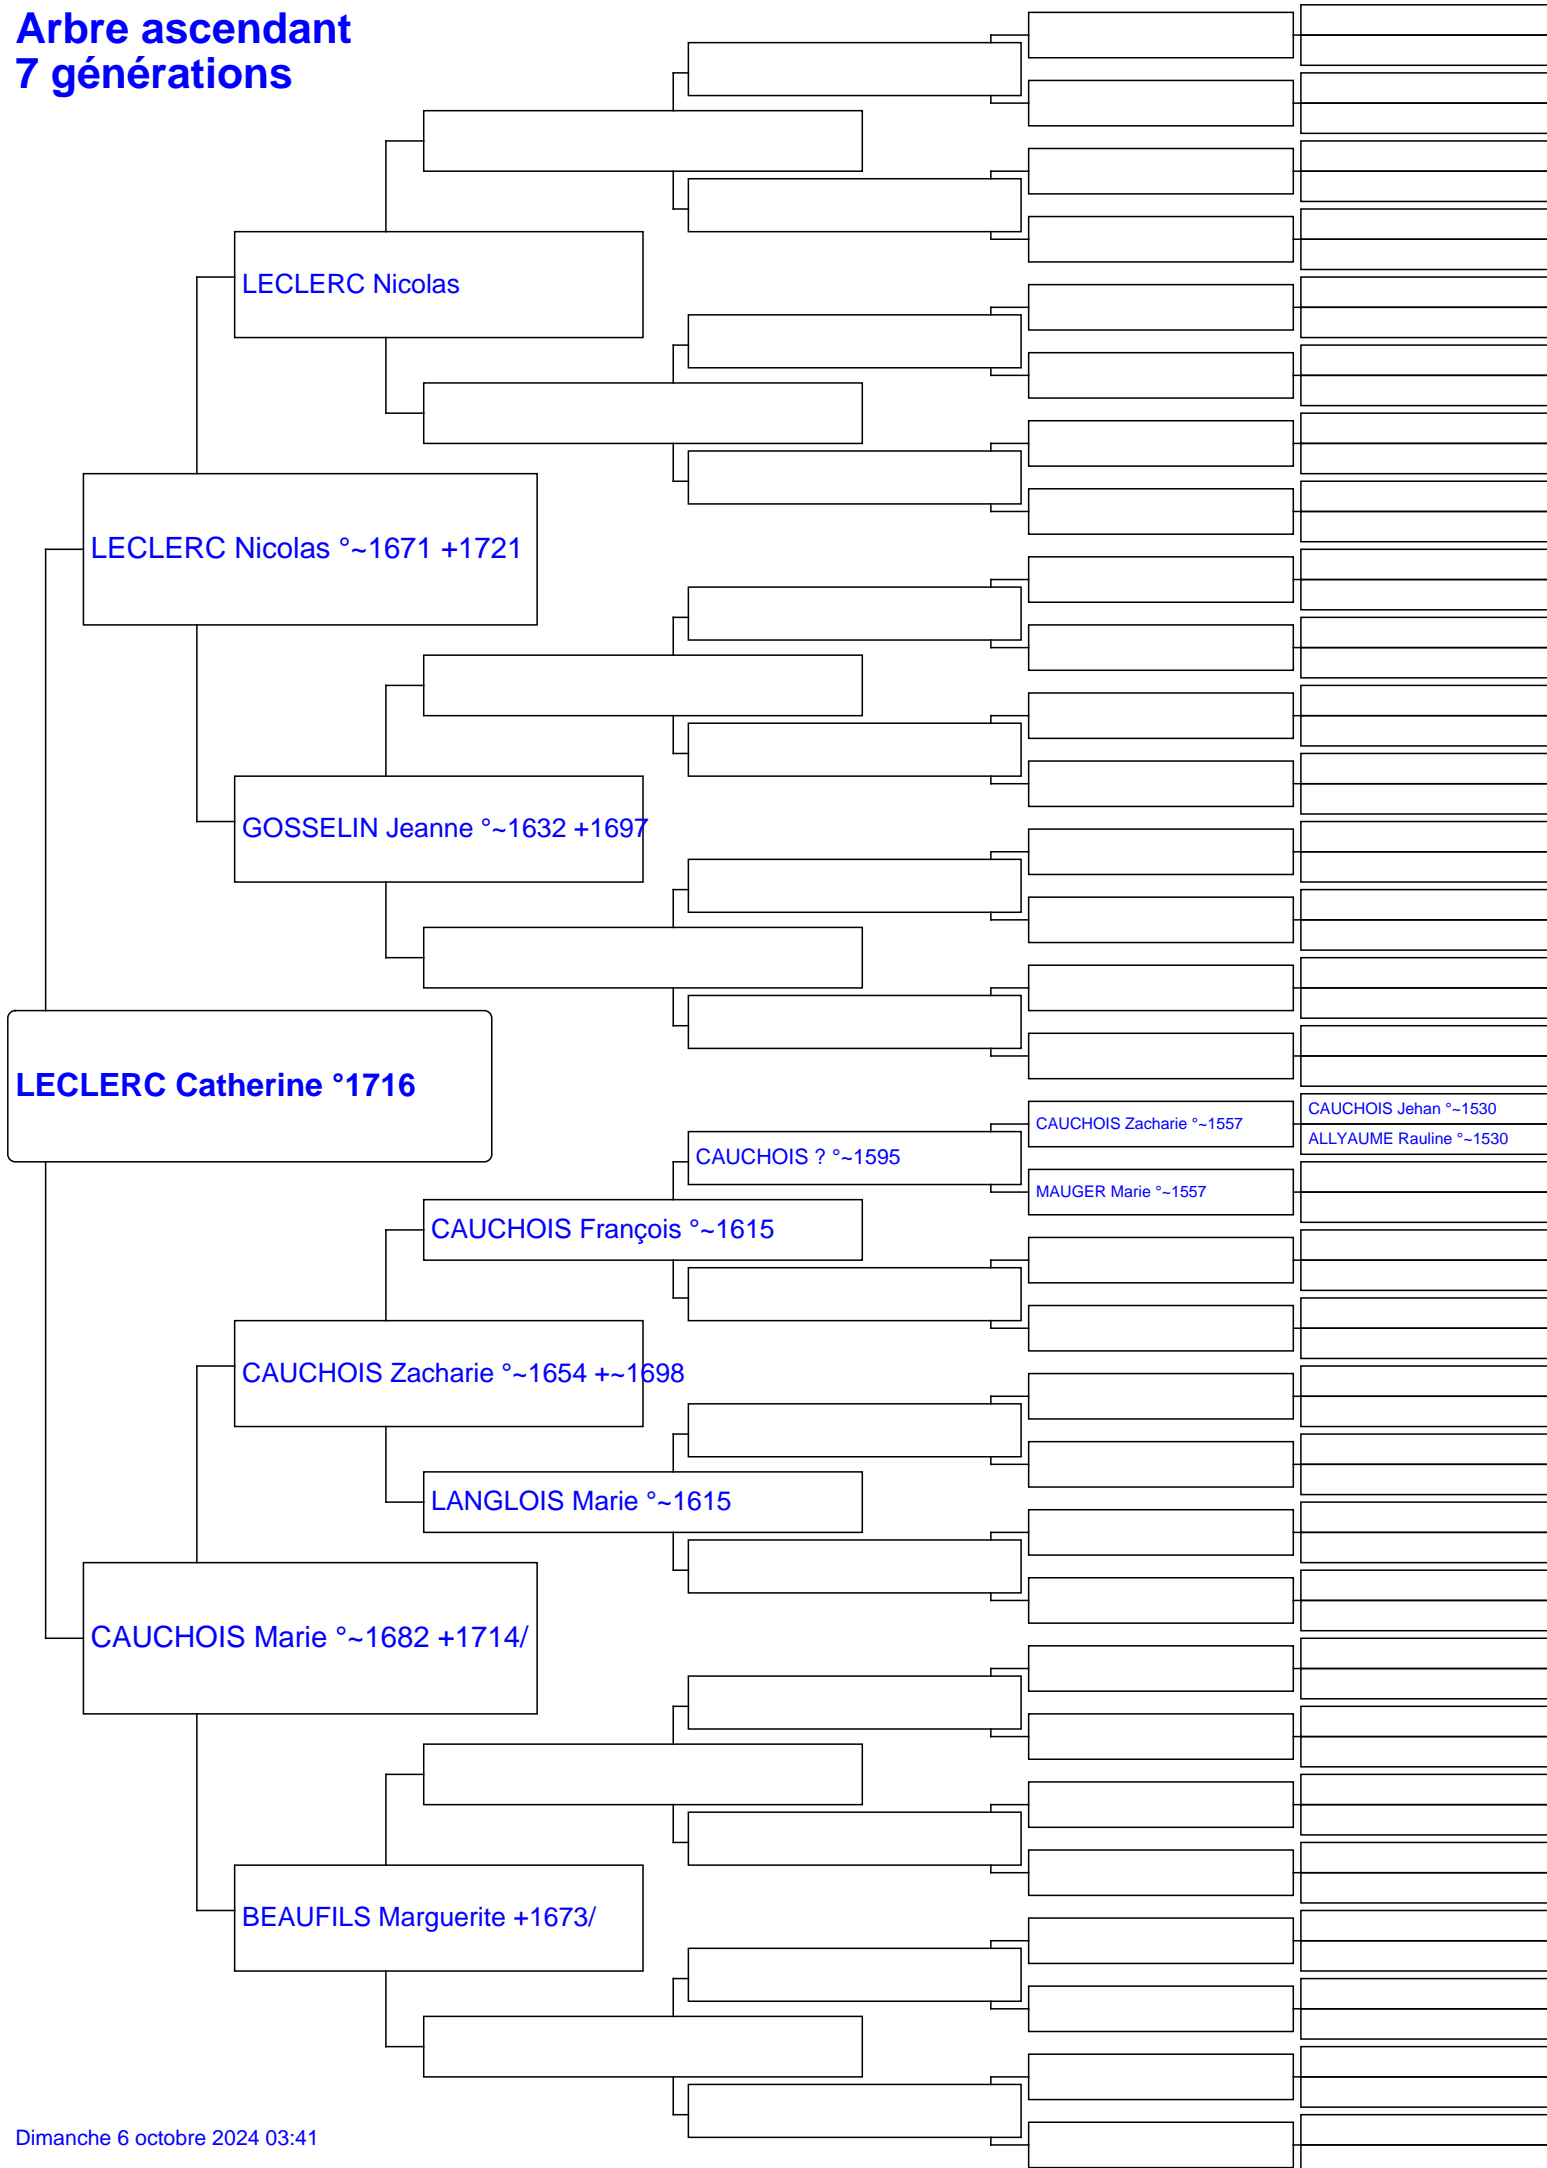 Arbre ascendant
7 générations
LECLERC Nicolas
LECLERC Nicolas °~1671 +1721
GOSSELIN Jeanne °~1632 +1697
LECLERC Catherine °1716
CAUCHOIS Jehan °~1530
CAUCHOIS Zacharie °~1557
ALLYAUME Rauline °~1530
CAUCHOIS ? °~1595
MAUGER Marie °~1557
CAUCHOIS François °~1615
CAUCHOIS Zacharie °~1654 +~1698
LANGLOIS Marie °~1615
CAUCHOIS Marie °~1682 +1714/
BEAUFILS Marguerite +1673/
Dimanche 6 octobre 2024 03:41